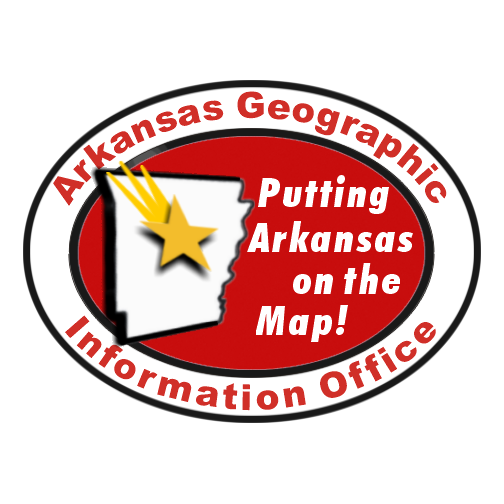 Arkansas Geographic
Putting
Arkansas
on the
Map!
Information Office